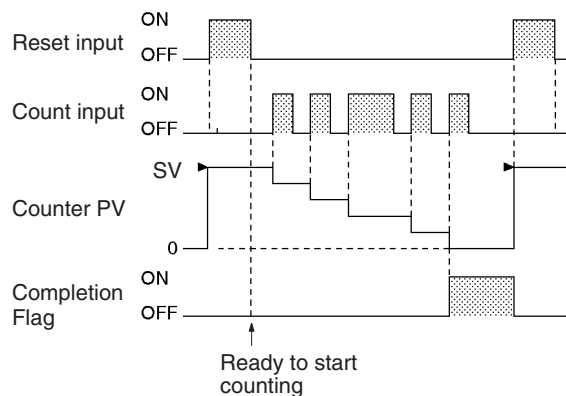 Reset input
ON
OFF
Count input
ON
OFF
Counter PV
SV
0
Completion
Flag
ON
OFF
Ready to start
counting